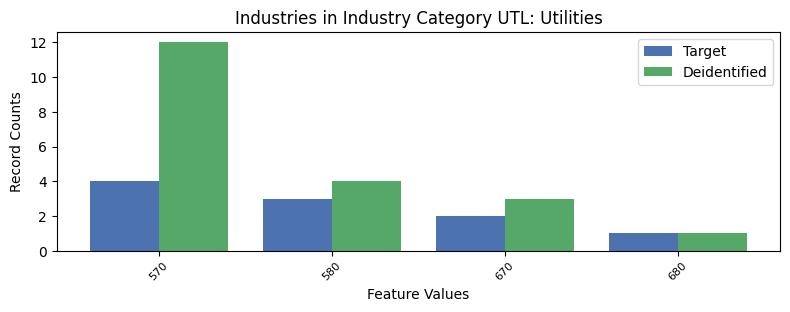 Industries in Industry Category UTL: Utilities
Target
Deidentified
Record Counts
12
10
8
6
4
2
0
570 580 670 680
Feature Values